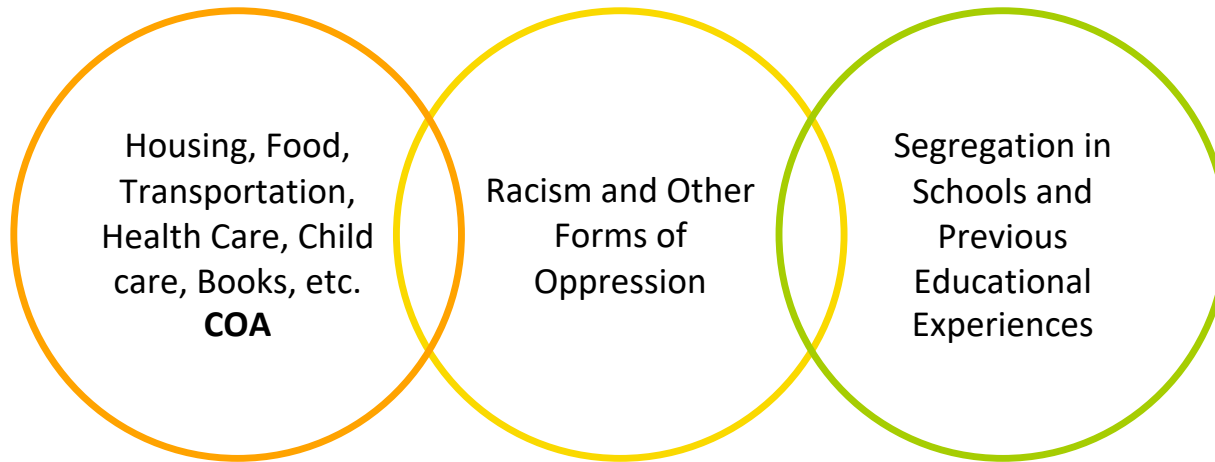 Housing, Food,
Transportation,
Health Care, Child
care, Books, etc.
COA
Racism and Other
Forms of
Oppression
Segregation in
Schools and
Previous
Educational
Experiences